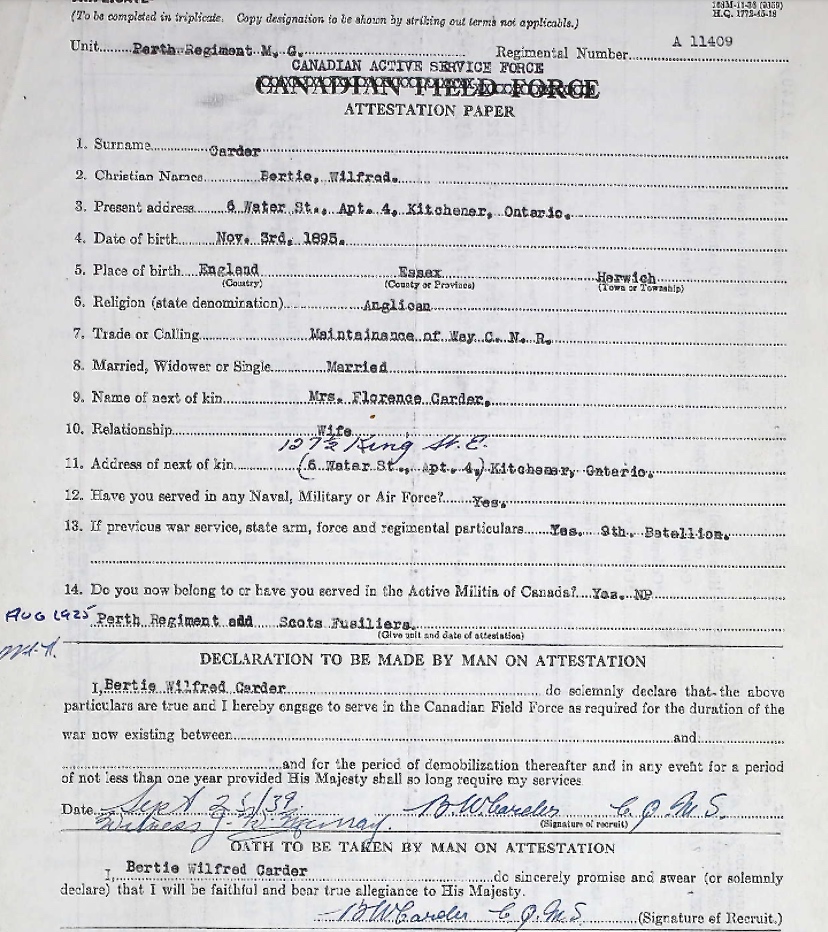 (To be completed in triplicate. Copy designation to be shown by striking out terms not applicable.)
H.Q. 1772-45-18
Unit Perth Regiment M. G. Regimental Number A 11409
CANADIAN ACTIVE SERVICE FORCE
CANADIAN FIELD FORCE
ATTESTATION PAPER
1. Surname Carder
2. Christian Names Bertie, Wilfred.
3. Present address 6 Water St., Apt. 4, Kitchener, Ontario.
4. Date of birth Nov. 3rd, 1895.
5. Place of birth England Essex Harwich
(Country) (County or Province) (Town or Township)
6. Religion (state denomination) Anglican
7. Trade or Calling Maintainance of Way C. N. R.
8. Married, Widower or Single Married
9. Name of next of kin Mrs. Florence Carder.
10. Relationship Wife
127½ King St. E.
11. Address of next of kin (6 Water St., Apt. 4,) Kitchener, Ontario.
12. Have you served in any Naval, Military or Air Force? Yes.
13. If previous war service, state arm, force and regimental particulars Yes. 9th. Batallion.
14. Do you now belong to or have you served in the Active Militia of Canada? Yes. NP
AUG 1925 Perth Regiment add Scots Fusiliers.
(Give unit and date of attestation)
DECLARATION TO BE MADE BY MAN ON ATTESTATION
I, Bertie Wilfred Carder do solemnly declare that the above
particulars are true and I hereby engage to serve in the Canadian Field Force as required for the duration of the
war now existing between and
and for the period of demobilization thereafter and in any event for a period
of not less than one year provided His Majesty shall so long require my services
Date Sept 25/39 B W Carder C.Q.M.S.
(Signature of recruit)
Witness Murray.
OATH TO BE TAKEN BY MAN ON ATTESTATION
I, Bertie Wilfred Carder do sincerely promise and swear (or solemnly
declare) that I will be faithful and bear true allegiance to His Majesty.
B W Carder C.Q.M.S. (Signature of Recruit.)